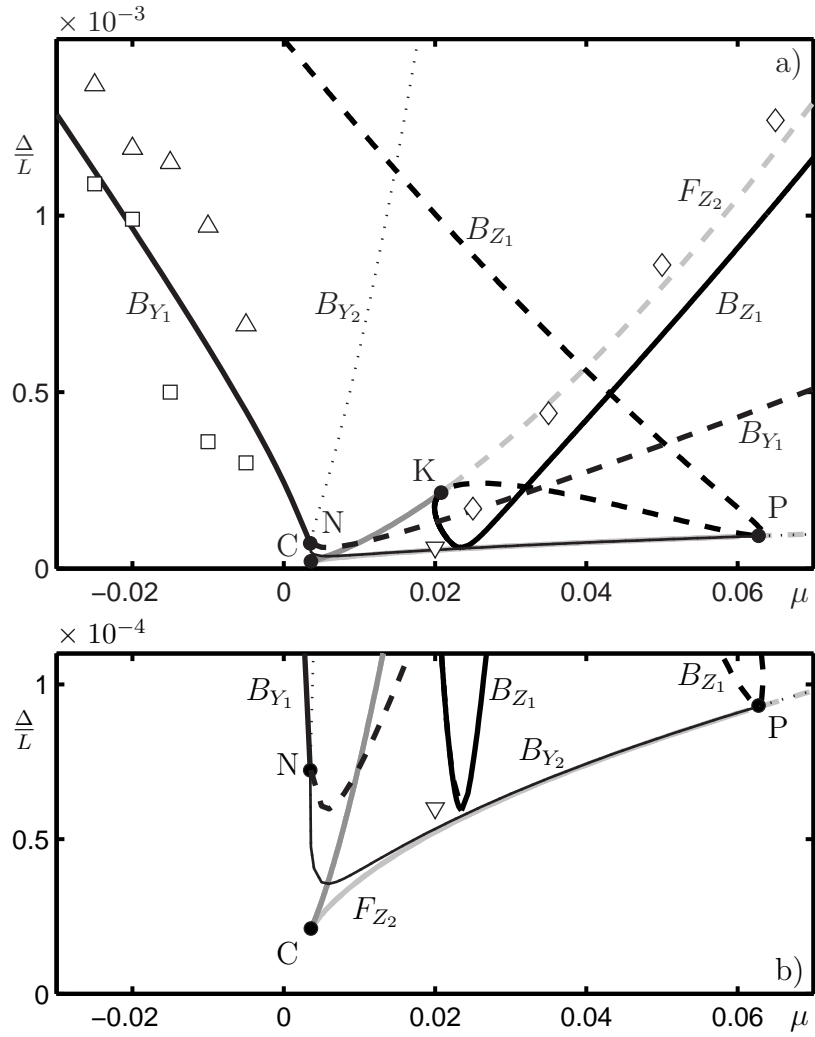 × 10⁻³
a)
Δ/L
1
0.5
0
F_{Z_2}
B_{Z_1}
B_{Y_1}
B_{Y_2}
B_{Z_1}
B_{Y_1}
K
N
C
P
−0.02 0 0.02 0.04 0.06 μ
× 10⁻⁴
Δ/L
1
0.5
0
B_{Y_1}
B_{Z_1}
B_{Z_1}
N
P
B_{Y_2}
F_{Z_2}
C
b)
−0.02 0 0.02 0.04 0.06 μ